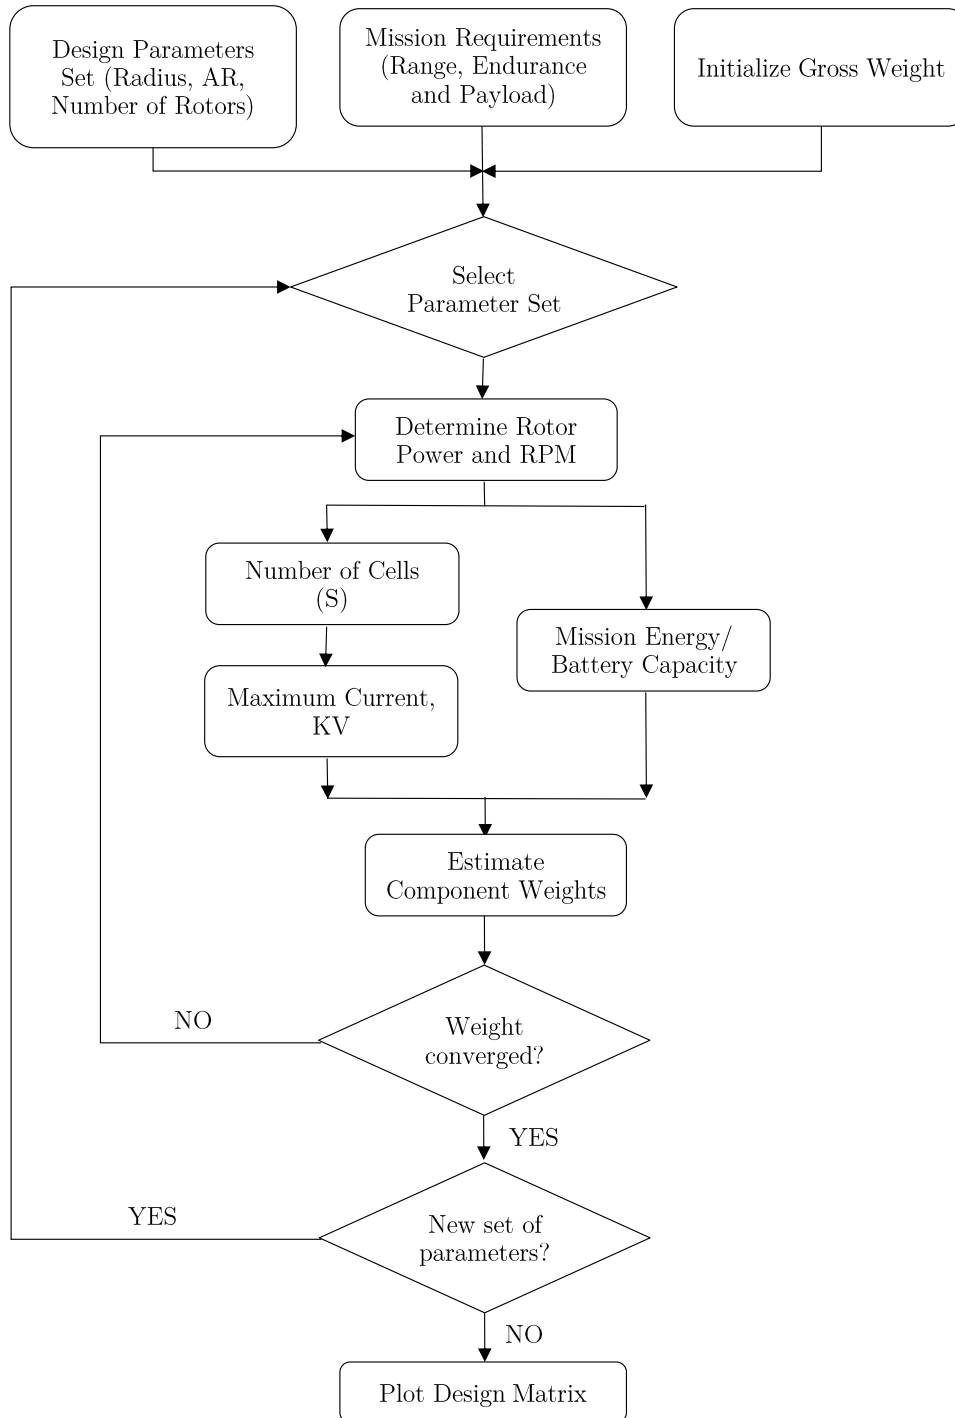 Design Parameters
Set (Radius, AR,
Number of Rotors)
Mission Requirements
(Range, Endurance
and Payload)
Initialize Gross Weight
Select
Parameter Set
Determine Rotor
Power and RPM
Number of Cells
(S)
Mission Energy/
Battery Capacity
Maximum Current,
KV
Estimate
Component Weights
Weight
converged?
NO
YES
New set of
parameters?
YES
NO
Plot Design Matrix